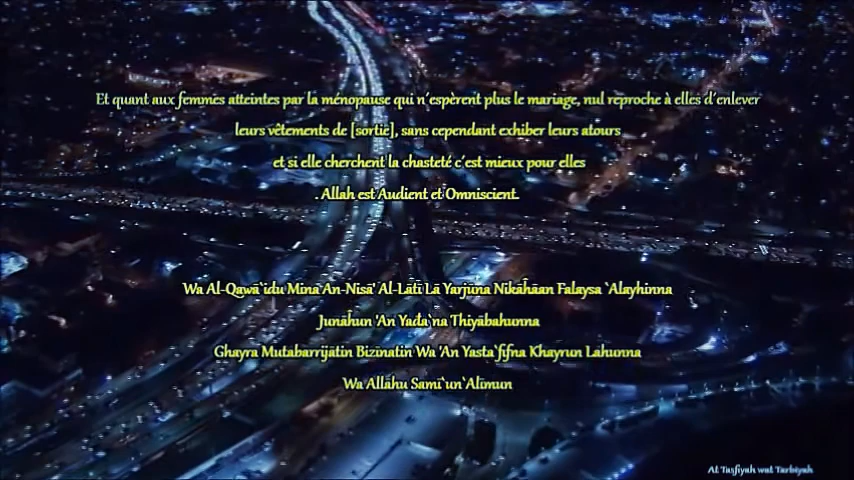 Et quant aux femmes atteintes par la ménopause qui n´espèrent plus le mariage, nul reproche à elles d´enlever
leurs vêtements de [sortie], sans cependant exhiber leurs atours
et si elle cherchent la chasteté c´est mieux pour elles
. Allah est Audient et Omniscient.
Wa Al-Qawā`idu Mina An-Nisā' Al-Lātī Lā Yarjūna Nikāĥāan Falaysa `Alayhinna
Junāĥun 'An Yađa`na Thiyābahunna
Ghayra Mutabarrijātin Bizīnatin Wa 'An Yasta`fifna Khayrun Lahunna
Wa Allāhu Samī`un `Alīmun
At Tasfiyah wat Tarbiyah